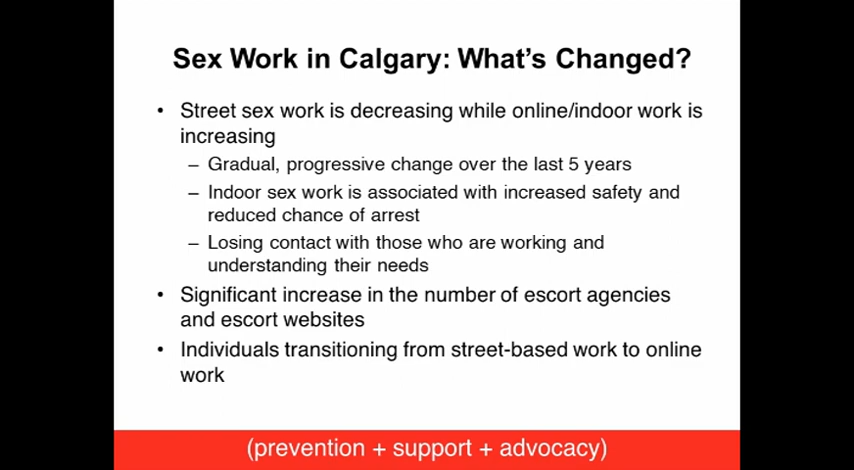 Sex Work in Calgary: What's Changed?
• Street sex work is decreasing while online/indoor work is
increasing
– Gradual, progressive change over the last 5 years
– Indoor sex work is associated with increased safety and
reduced chance of arrest
– Losing contact with those who are working and
understanding their needs
• Significant increase in the number of escort agencies
and escort websites
• Individuals transitioning from street-based work to online
work
(prevention + support + advocacy)